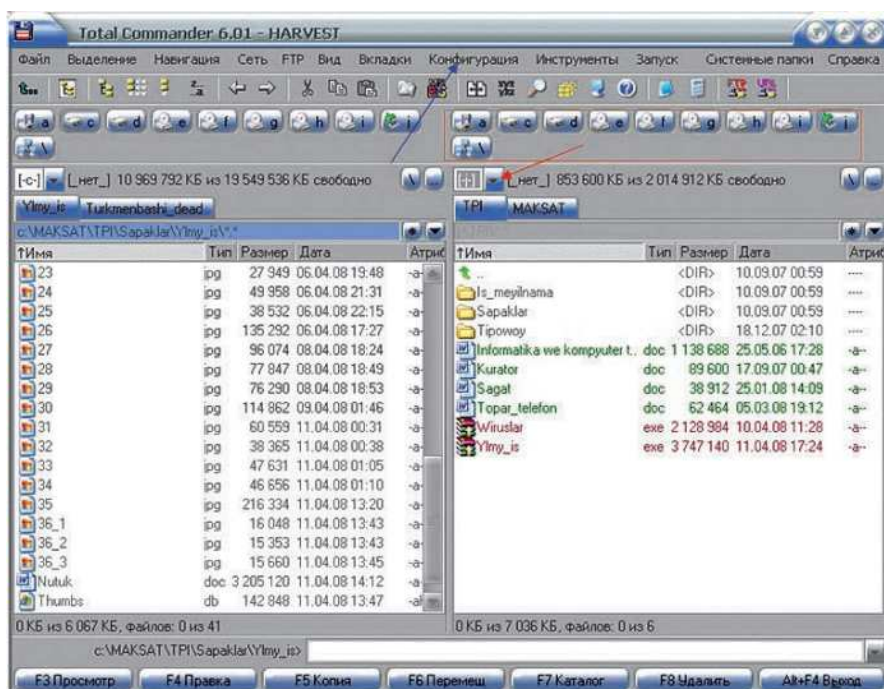 Total Commander 6.01 - HARVEST
Файл Выделение Навигация Сеть FTP Вид Вкладки Конфигурация Инструменты Запуск Системные папки Справка
a c d e f g h i j
\
a c d e f g h i j
\
[-c-] [_нет_] 10 969 792 КБ из 19 549 536 КБ свободно \ ..
[-j-] [_нет_] 853 600 КБ из 2 014 912 КБ свободно \ ..
Ylmy_is Turkmenbashi_dead
TPI MAKSAT
c:\MAKSAT\TPI\Sapaklar\Ylmy_is\*.*
↑Имя Тип Размер Дата Атриб
23 jpg 27 949 06.04.08 19:48 -a-
24 jpg 49 958 06.04.08 21:31 -a-
25 jpg 38 532 06.04.08 22:15 -a-
26 jpg 135 292 06.04.08 17:27 -a-
27 jpg 96 074 08.04.08 18:24 -a-
28 jpg 77 847 08.04.08 18:49 -a-
29 jpg 76 290 08.04.08 18:53 -a-
30 jpg 114 862 09.04.08 01:46 -a-
31 jpg 60 559 11.04.08 00:31 -a-
32 jpg 38 365 11.04.08 00:38 -a-
33 jpg 47 631 11.04.08 01:05 -a-
34 jpg 46 656 11.04.08 01:10 -a-
35 jpg 216 334 11.04.08 13:20 -a-
36_1 jpg 16 048 11.04.08 13:43 -a-
36_2 jpg 15 353 11.04.08 13:43 -a-
36_3 jpg 15 660 11.04.08 13:45 -a-
Nutuk doc 3 205 120 11.04.08 14:12 -a-
Thumbs db 142 848 11.04.08 13:47 -al
↑Имя Тип Размер Дата Атриб
.. <DIR> 10.09.07 00:59 ----
Is_meyilnama <DIR> 10.09.07 00:59 ----
Sapaklar <DIR> 10.09.07 00:59 ----
Tipowoy <DIR> 18.12.07 02:10 ----
Informatika we kompyuter t.. doc 1 138 688 25.05.06 17:28 -a--
Kurator doc 89 600 17.09.07 00:47 -a--
Sagat doc 38 912 25.01.08 14:09 -a--
Topar_telefon doc 62 464 05.03.08 19:12 -a--
Wiruslar exe 2 128 984 10.04.08 11:28 -a--
Ylmy_is exe 3 747 140 11.04.08 17:24 -a--
0 КБ из 6 067 КБ, файлов: 0 из 41
0 КБ из 7 036 КБ, файлов: 0 из 6
c:\MAKSAT\TPI\Sapaklar\Ylmy_is>
F3 Просмотр F4 Правка F5 Копия F6 Перемещ F7 Каталог F8 Удалить Alt+F4 Выход